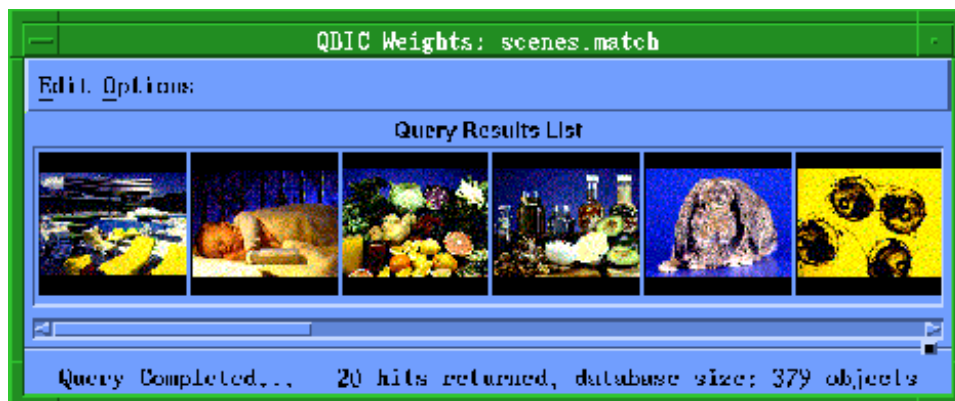 QBIC Weights: scenes.match
Edit Options
Query Results List
Query Completed... 20 hits returned, database size: 379 objects